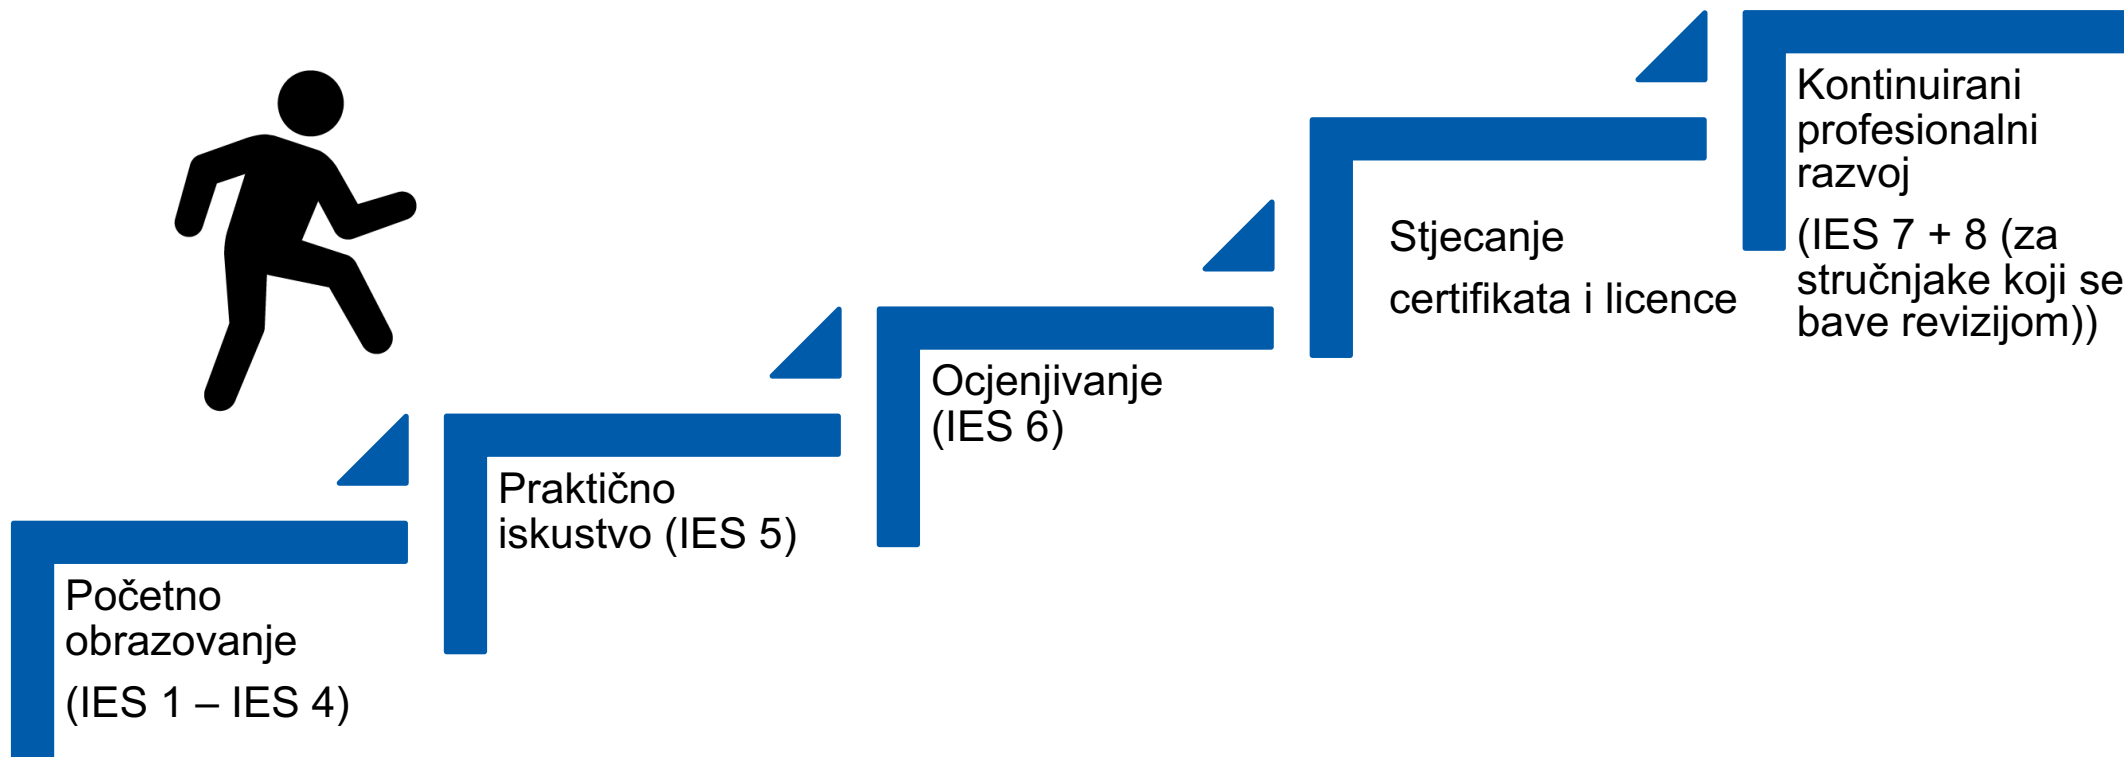 Početno
obrazovanje
(IES 1 – IES 4)
Praktično
iskustvo (IES 5)
Ocjenjivanje
(IES 6)
Stjecanje
certifikata i licence
Kontinuirani
profesionalni
razvoj
(IES 7 + 8 (za
stručnjake koji se
bave revizijom))